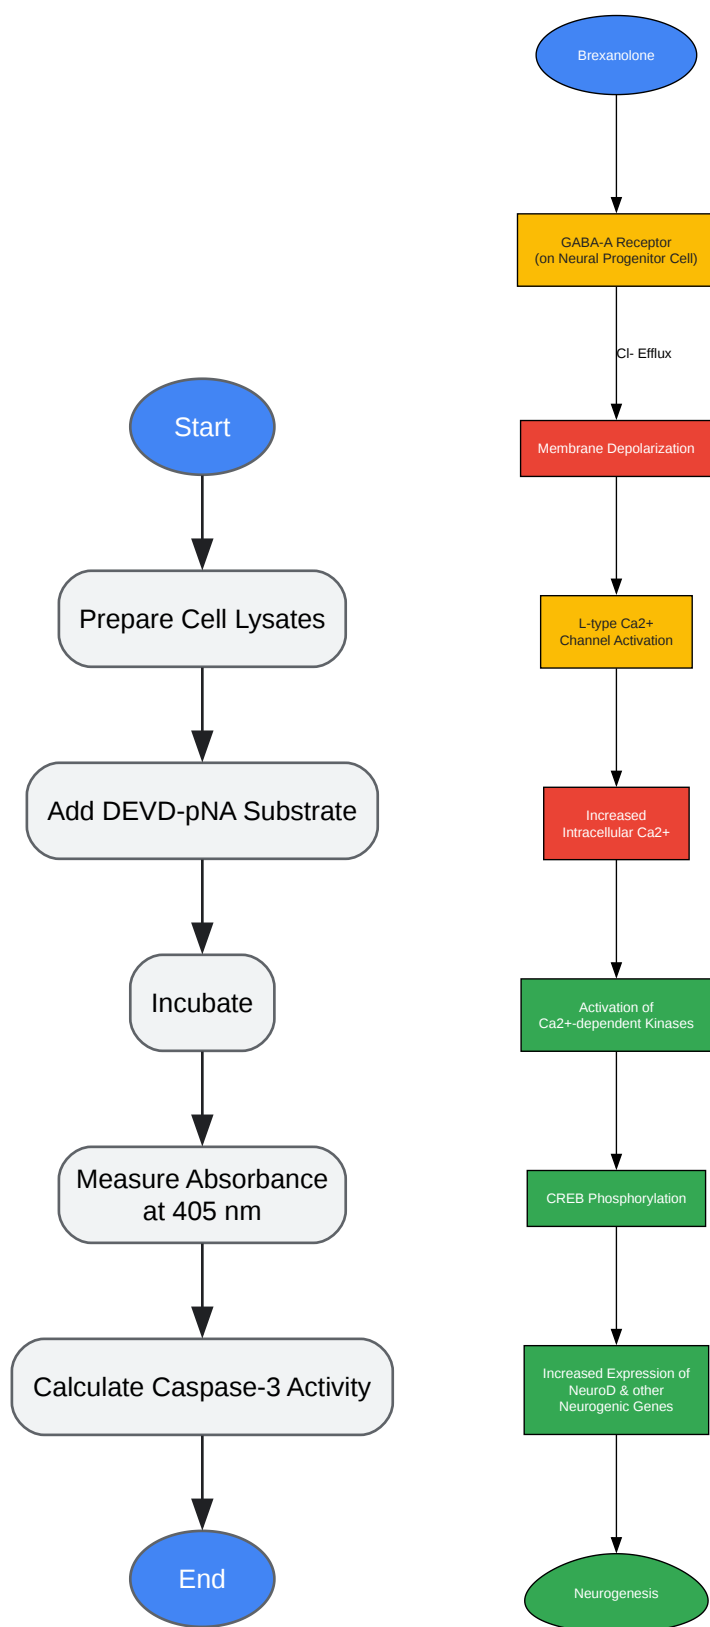 Start
Prepare Cell Lysates
Add DEVD-pNA Substrate
Incubate
Measure Absorbance
at 405 nm
Calculate Caspase-3 Activity
End
Brexanolone
GABA-A Receptor
(on Neural Progenitor Cell)
Cl- Efflux
Membrane Depolarization
L-type Ca2+
Channel Activation
Increased
Intracellular Ca2+
Activation of
Ca2+-dependent Kinases
CREB Phosphorylation
Increased Expression of
NeuroD & other
Neurogenic Genes
Neurogenesis